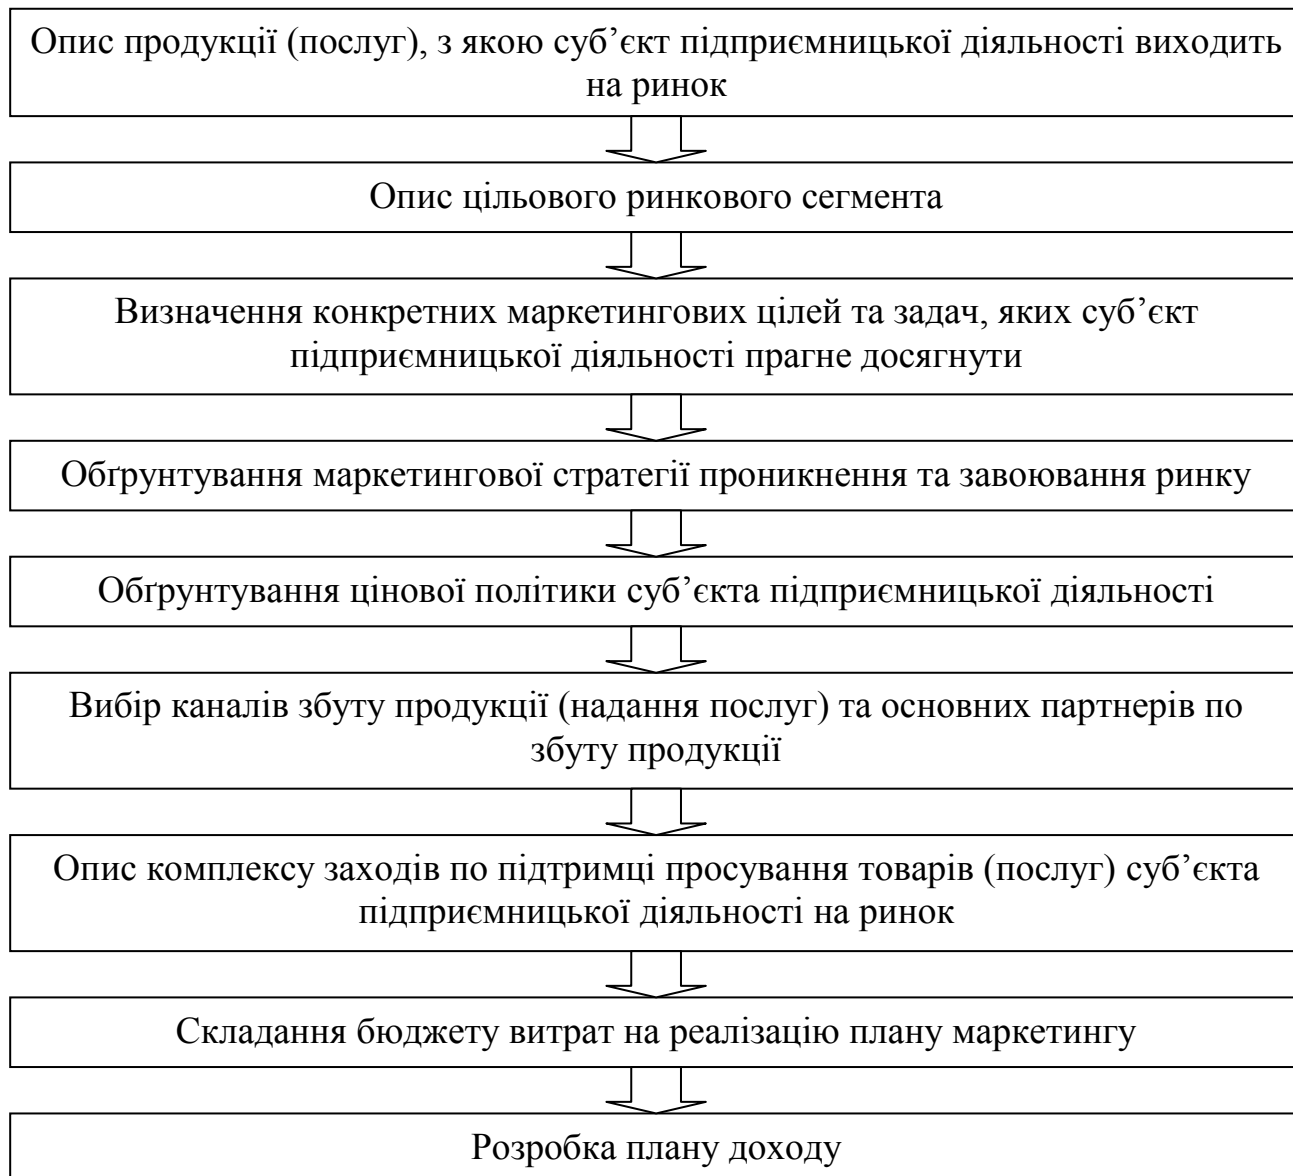 Опис продукції (послуг), з якою суб’єкт підприємницької діяльності виходить
на ринок
Опис цільового ринкового сегмента
Визначення конкретних маркетингових цілей та задач, яких суб’єкт
підприємницької діяльності прагне досягнути
Обґрунтування маркетингової стратегії проникнення та завоювання ринку
Обґрунтування цінової політики суб’єкта підприємницької діяльності
Вибір каналів збуту продукції (надання послуг) та основних партнерів по
збуту продукції
Опис комплексу заходів по підтримці просування товарів (послуг) суб’єкта
підприємницької діяльності на ринок
Складання бюджету витрат на реалізацію плану маркетингу
Розробка плану доходу